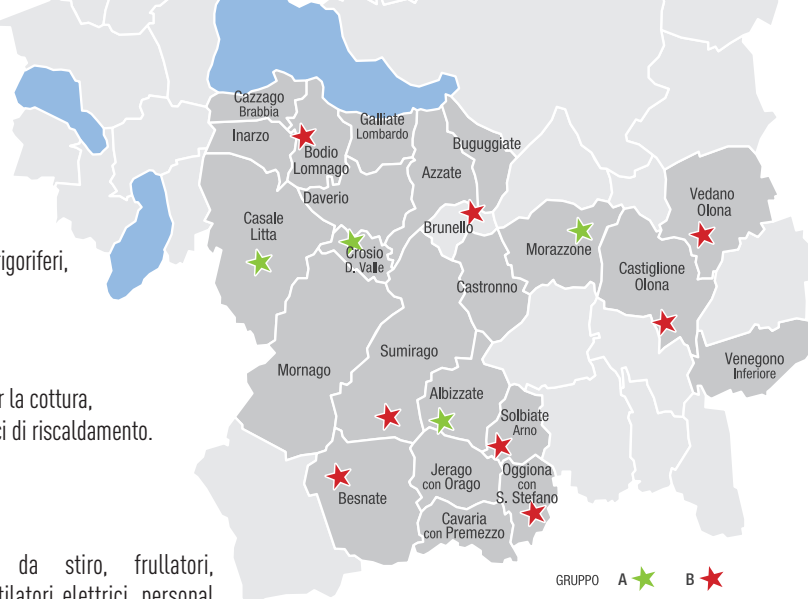 Cazzago
Brabbia
Inarzo
Bodio
Lomnago
Galliate
Lombardo
Buguggiate
Azzate
Daverio
Casale
Litta
Crosio
D. Valle
Brunello
Morazzone
Vedano
Olona
Castiglione
Olona
Castronno
Venegono
Inferiore
Sumirago
Mornago
Albizzate
Solbiate
Arno
Jerago
con Orago
Oggiona
con
S. Stefano
Besnate
Cavaria
con Premezzo
GRUPPO A B
la cottura,
di riscaldamento.
da stiro, frullatori,
elettrici, personal